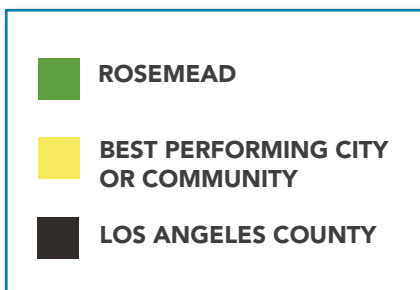 ROSEMEAD
BEST PERFORMING CITY
OR COMMUNITY
LOS ANGELES COUNTY